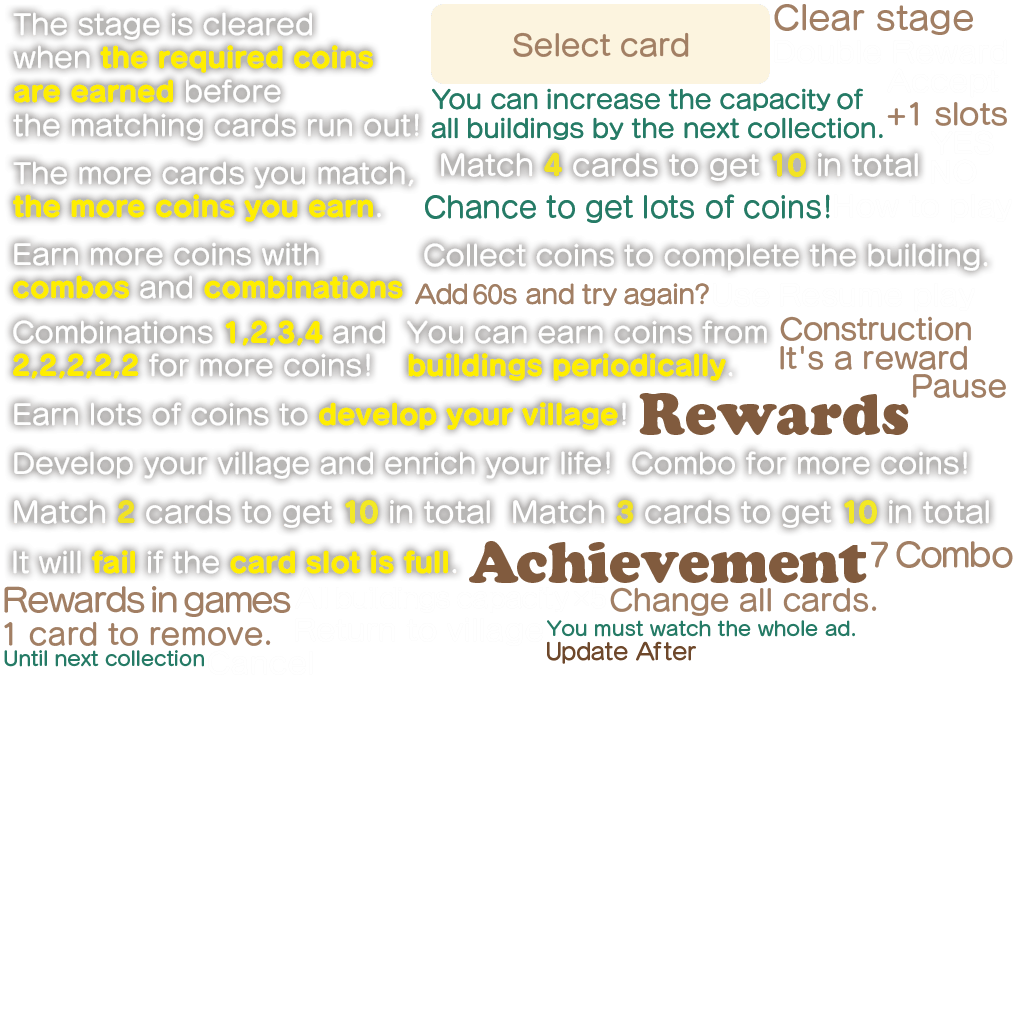 The stage is cleared
when the required coins
are earned before
the matching cards run out!
Select card
Clear stage
You can increase the capacity of
all buildings by the next collection.
+1 slots
The more cards you match,
the more coins you earn.
Match 4 cards to get 10 in total
Chance to get lots of coins!
Earn more coins with
combos and combinations
Collect coins to complete the building.
Add 60s and try again?
Combinations 1,2,3,4 and
2,2,2,2,2 for more coins!
You can earn coins from
buildings periodically.
Construction
It's a reward
Pause
Earn lots of coins to develop your village!
Rewards
Develop your village and enrich your life!
Combo for more coins!
Match 2 cards to get 10 in total
Match 3 cards to get 10 in total
It will fail if the card slot is full.
Achievement
7 Combo
Rewards in games
Change all cards.
1 card to remove.
You must watch the whole ad.
Until next collection
Update After